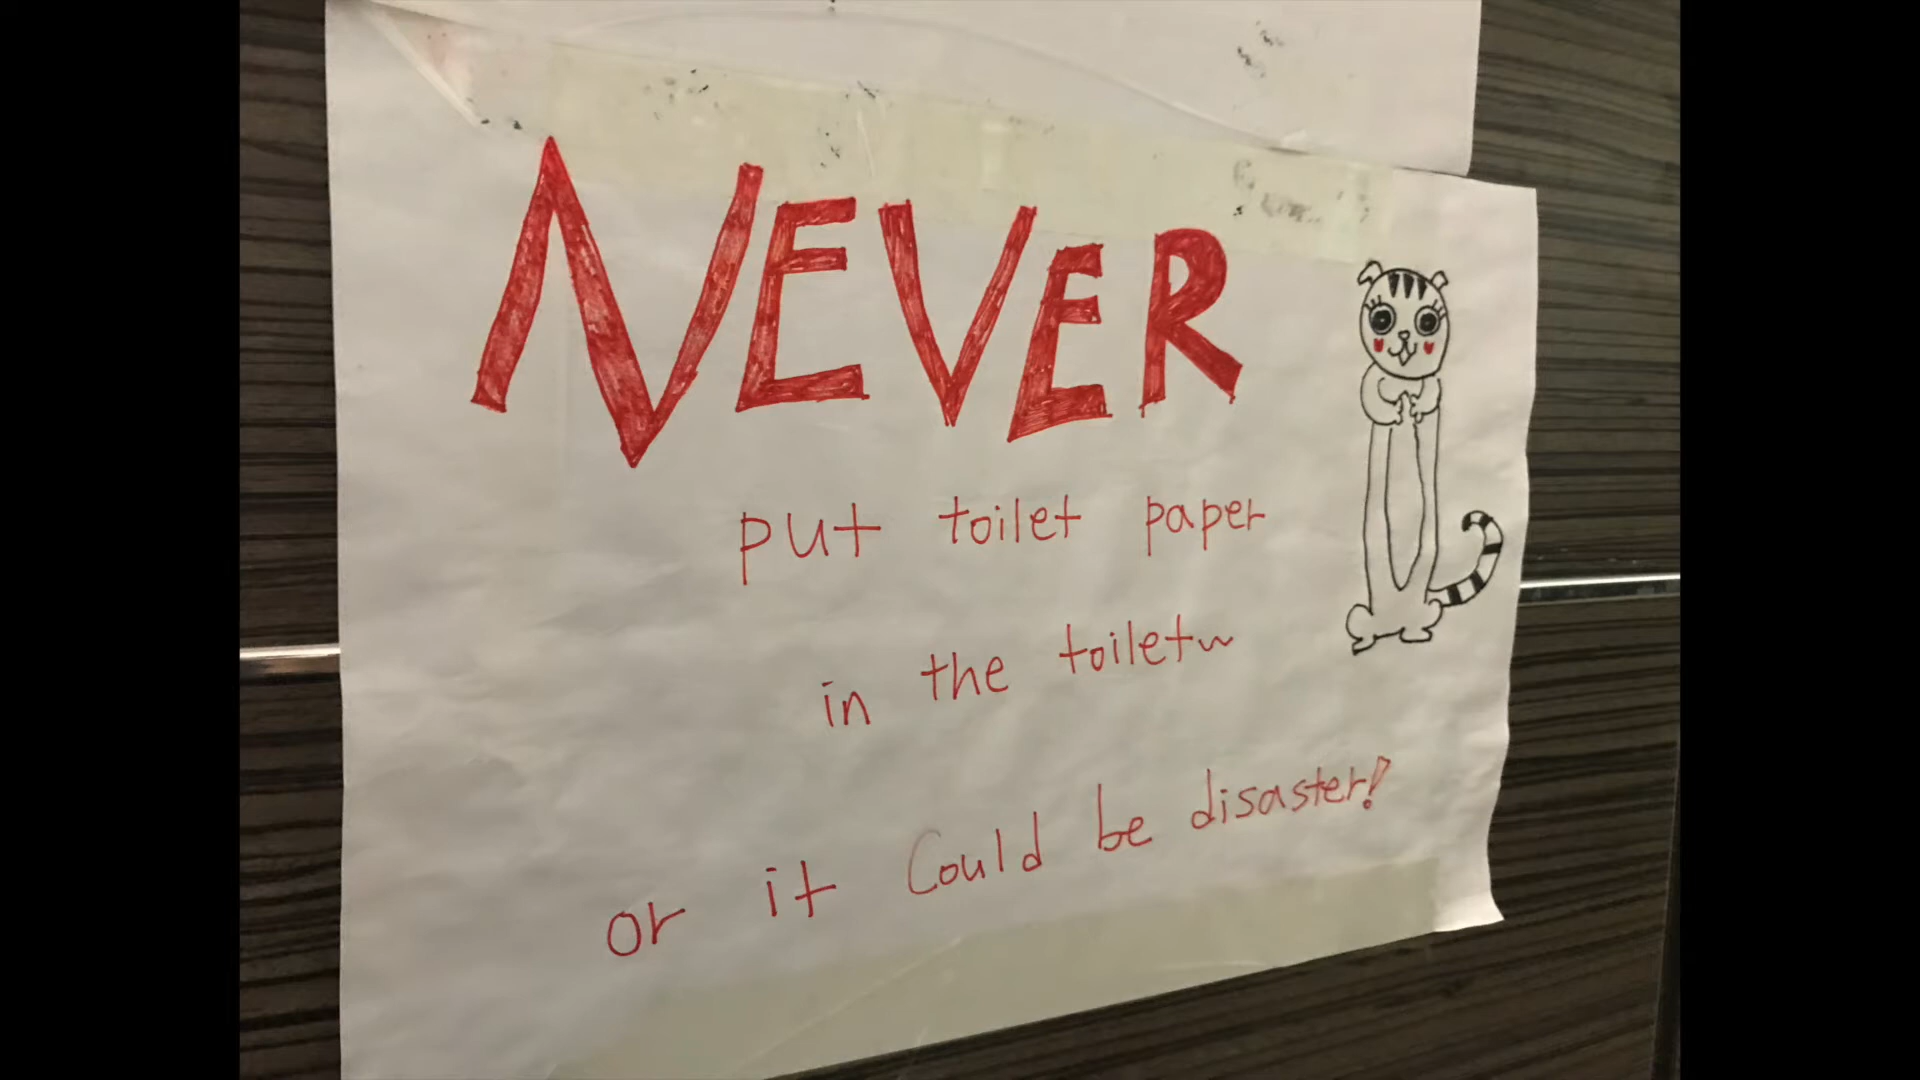 NEVER
put toilet paper
in the toilet~
or it Could be disaster!